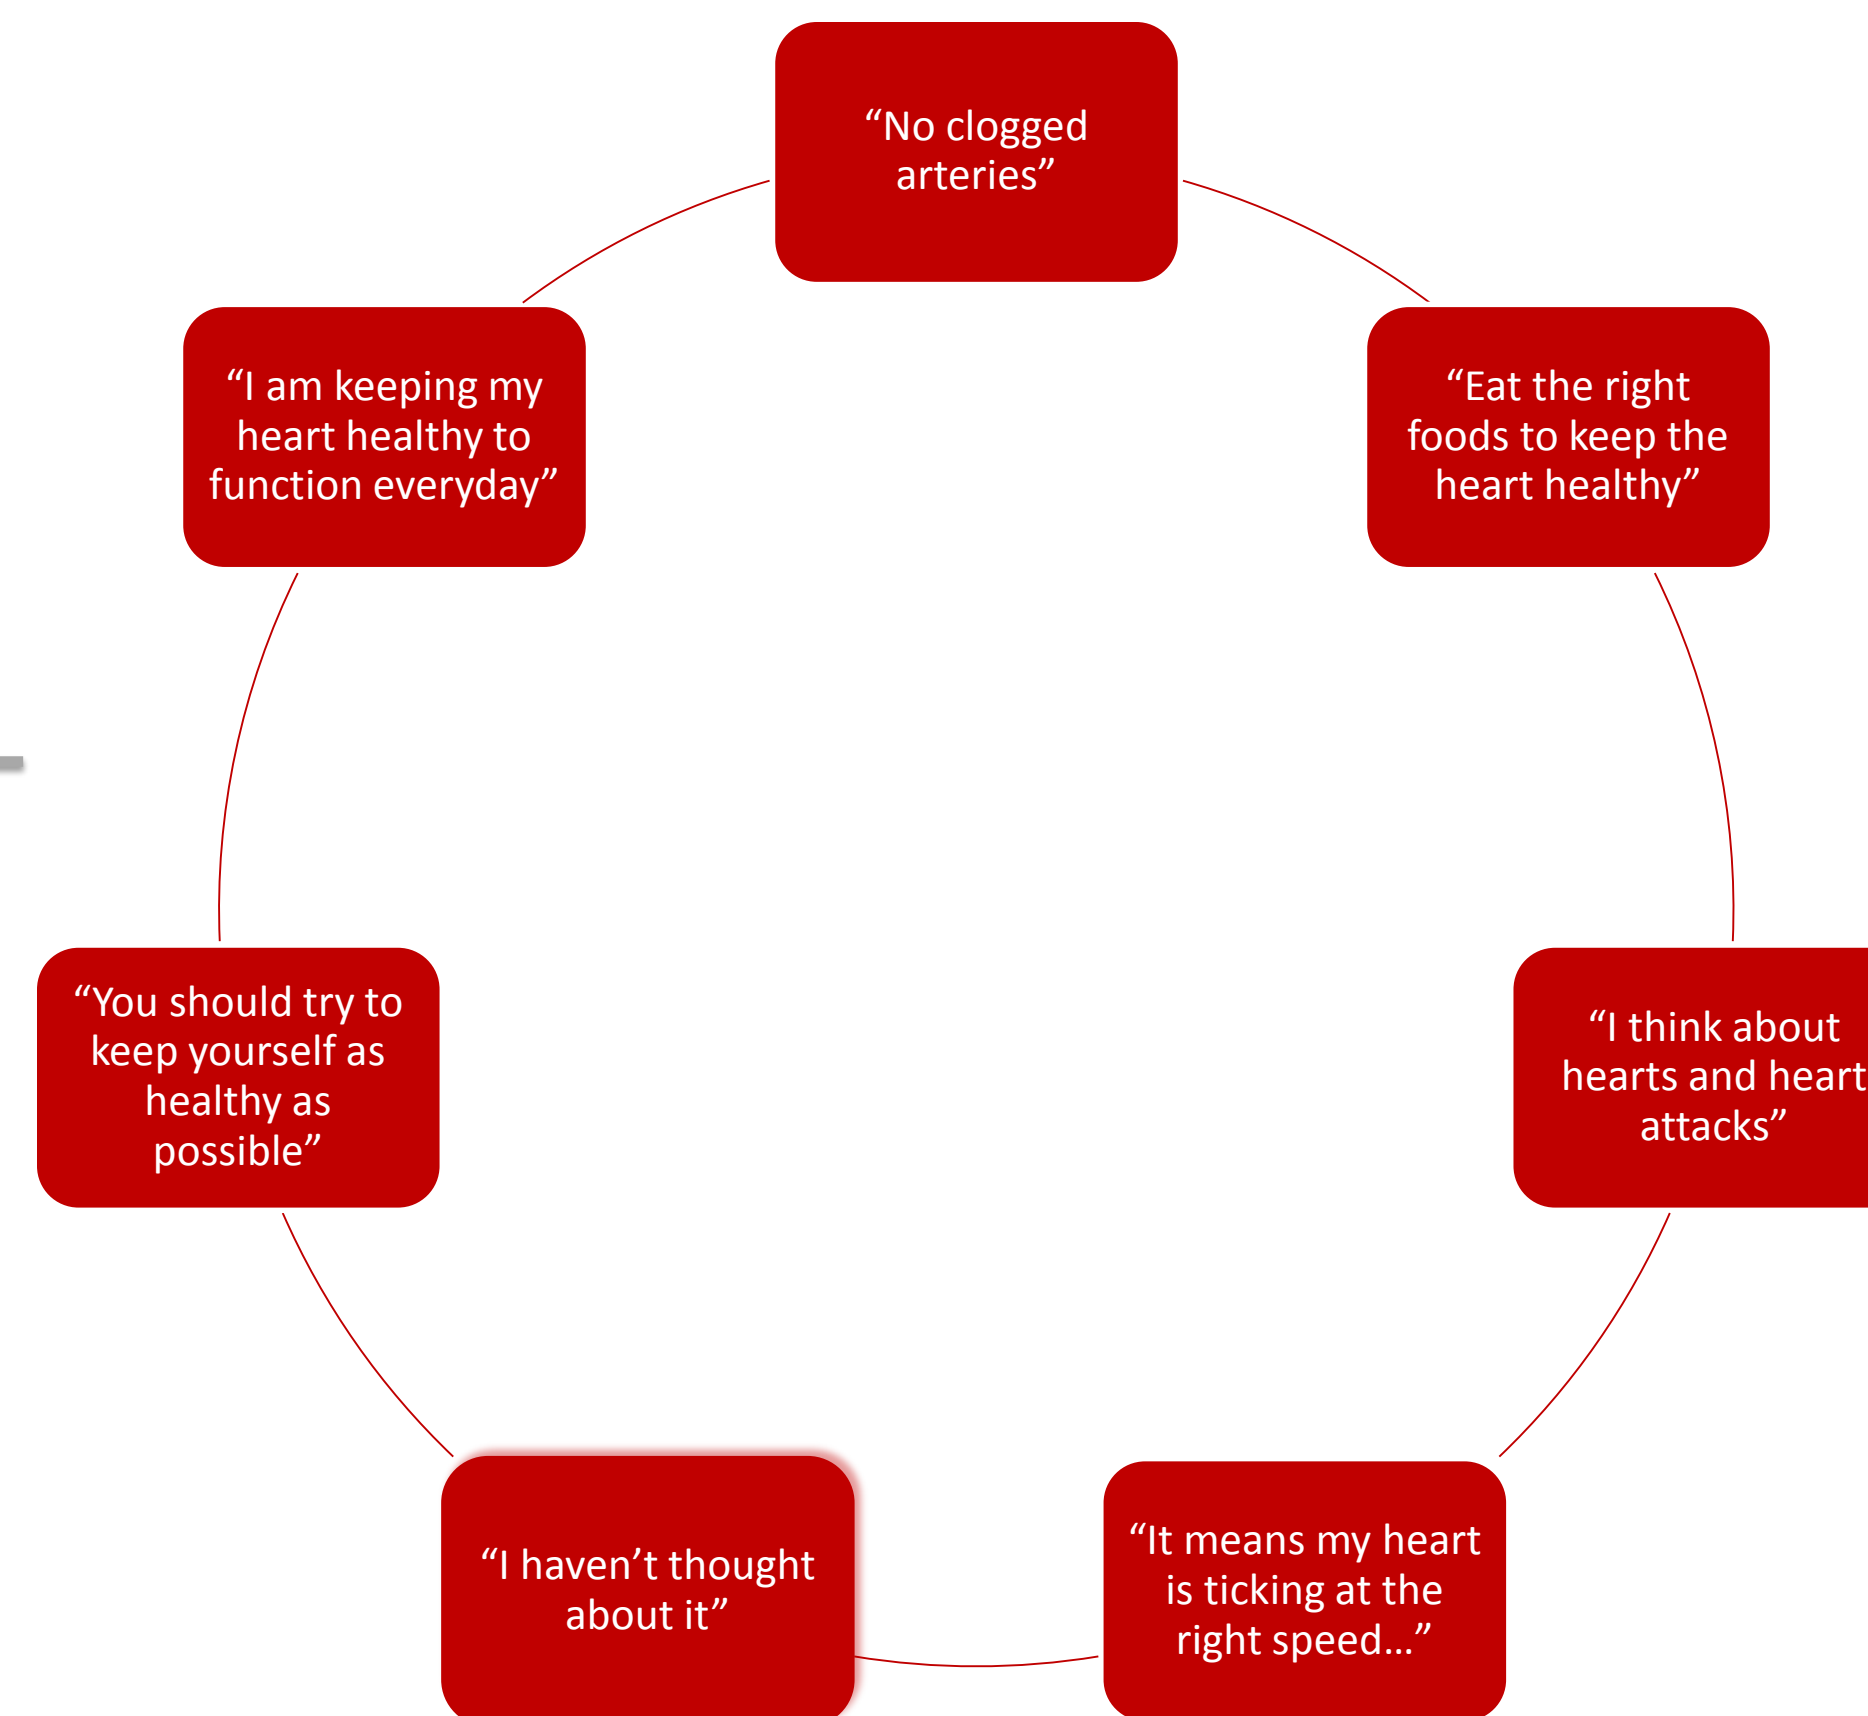 “No clogged
arteries”
“Eat the right
foods to keep the
heart healthy”
“I think about
hearts and heart
attacks”
“It means my heart
is ticking at the
right speed…”
“I haven’t thought
about it”
“You should try to
keep yourself as
healthy as
possible”
“I am keeping my
heart healthy to
function everyday”